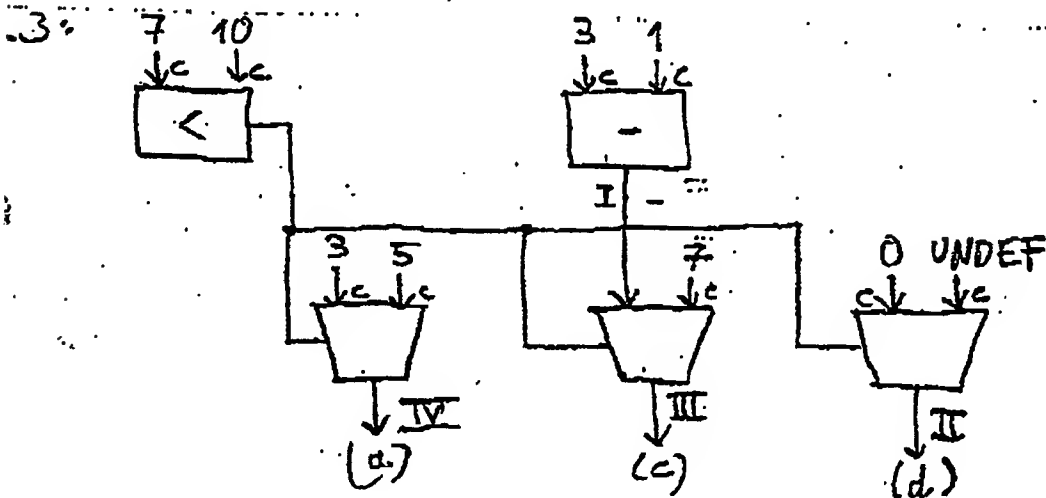 3:
7 10 3 1
c c c c
< -
I -
3 5 7 0 UNDEF
c c c c c
IV III II
(a) (c) (d)